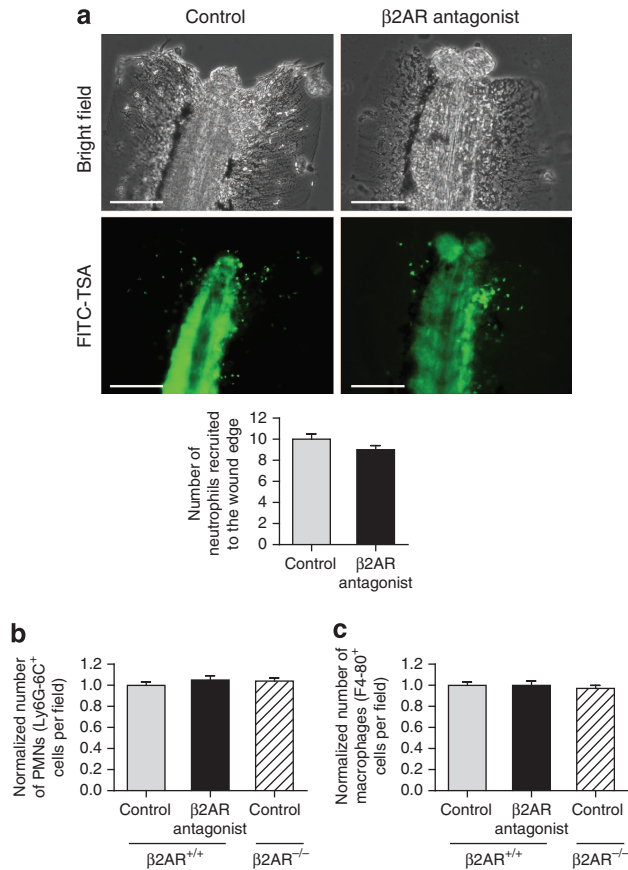 a
Control
β2AR antagonist
Bright field
FITC-TSA
Number of
neutrophils recruited
to the wound edge
12
10
8
6
4
2
0
Control
β2AR
antagonist
b
Normalized number
of PMNs (Ly6G-6C⁺
cells per field)
1.2
1.0
0.8
0.6
0.4
0.2
0.0
Control
β2AR
antagonist
Control
β2AR⁺/⁺
β2AR⁻/⁻
c
Normalized number of
macrophages (F4-80⁺
cells per field)
1.2
1.0
0.8
0.6
0.4
0.2
0.0
Control
β2AR
antagonist
Control
β2AR⁺/⁺
β2AR⁻/⁻